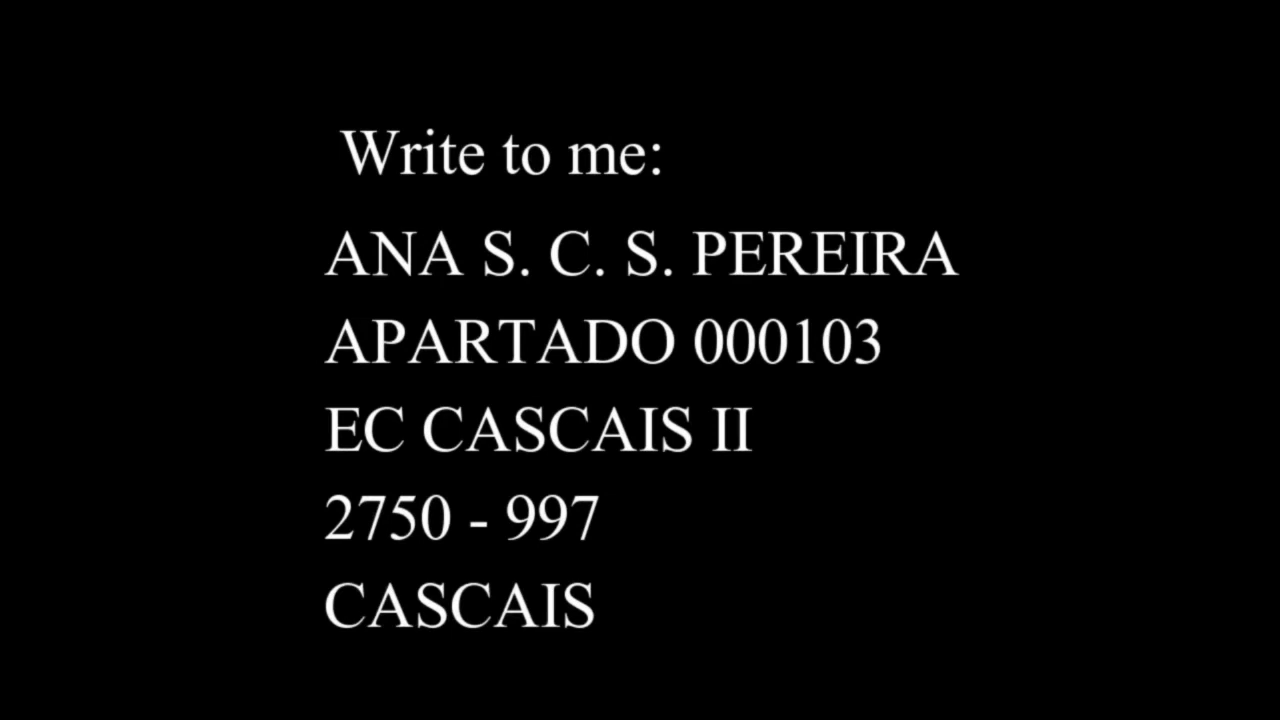 Write to me:
ANA S. C. S. PEREIRA
APARTADO 000103
EC CASCAIS II
2750 - 997
CASCAIS